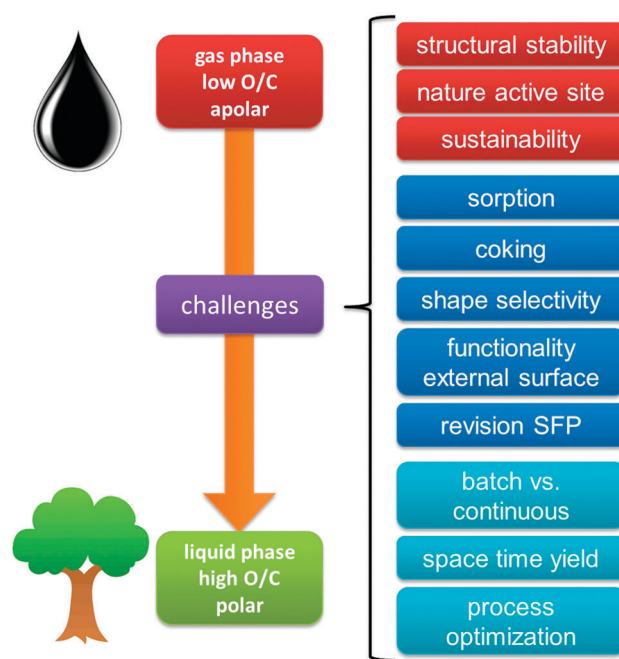 gas phase
low O/C
apolar
challenges
liquid phase
high O/C
polar
structural stability
nature active site
sustainability
sorption
coking
shape selectivity
functionality
external surface
revision SFP
batch vs.
continuous
space time yield
process
optimization